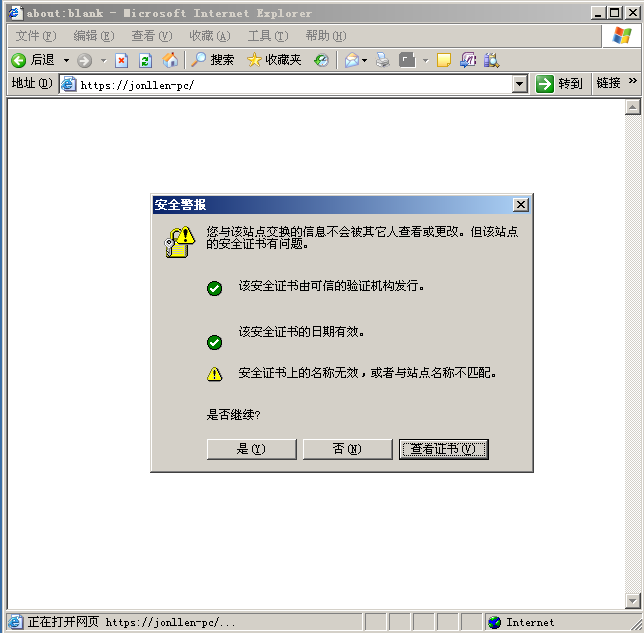 about:blank - Microsoft Internet Explorer
文件(F) 编辑(E) 查看(V) 收藏(A) 工具(T) 帮助(H)
后退 搜索 收藏夹
地址(D) https://jonllen-pc/ 转到 链接 »
安全警报
您与该站点交换的信息不会被其它人查看或更改。但该站点
的安全证书有问题。
该安全证书由可信的验证机构发行。
该安全证书的日期有效。
安全证书上的名称无效，或者与站点名称不匹配。
是否继续?
是(Y) 否(N) 查看证书(V)
正在打开网页 https://jonllen-pc/... Internet